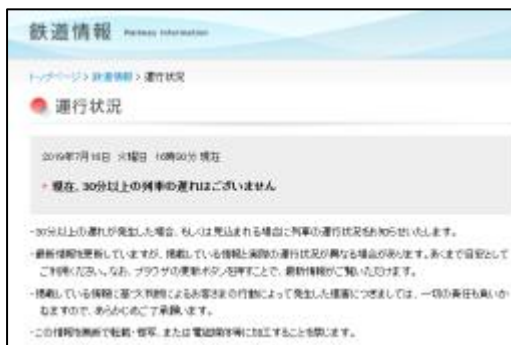 鉄道情報 Railway Information
トップページ > 鉄道情報 > 運行状況
運行状況
2019年7月16日 火曜日 16時00分 現在
現在、30分以上の列車の遅れはございません
・30分以上の遅れが発生した場合、もしくは見込まれる場合に列車の運行状況をお知らせいたします。
・最新情報を更新していますが、掲載している情報と実際の運行状況が異なる場合があります。あくまで目安として
ご利用ください。なお、ブラウザの更新ボタンを押すことで、最新情報がご覧いただけます。
・掲載している情報に基づく判断によるお客さまの行動によって発生した損害につきましては、一切の責任も負いか
ねますので、あらかじめご了承願います。
・この情報を無断で転載・複写、または電磁媒体等に加工することを禁じます。